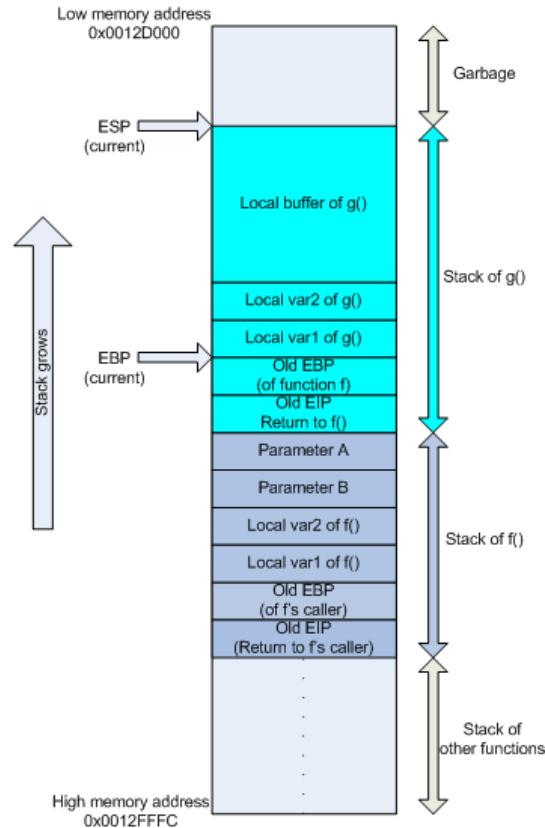 Low memory address
0x0012D000
Garbage
ESP
(current)
Local buffer of g()
Stack of g()
Local var2 of g()
Local var1 of g()
EBP
(current)
Old EBP
(of function f)
Old EIP
Return to f()
Stack grows
Parameter A
Parameter B
Local var2 of f()
Stack of f()
Local var1 of f()
Old EBP
(of f's caller)
Old EIP
(Return to f's caller)
Stack of
other functions
High memory address
0x0012FFFC